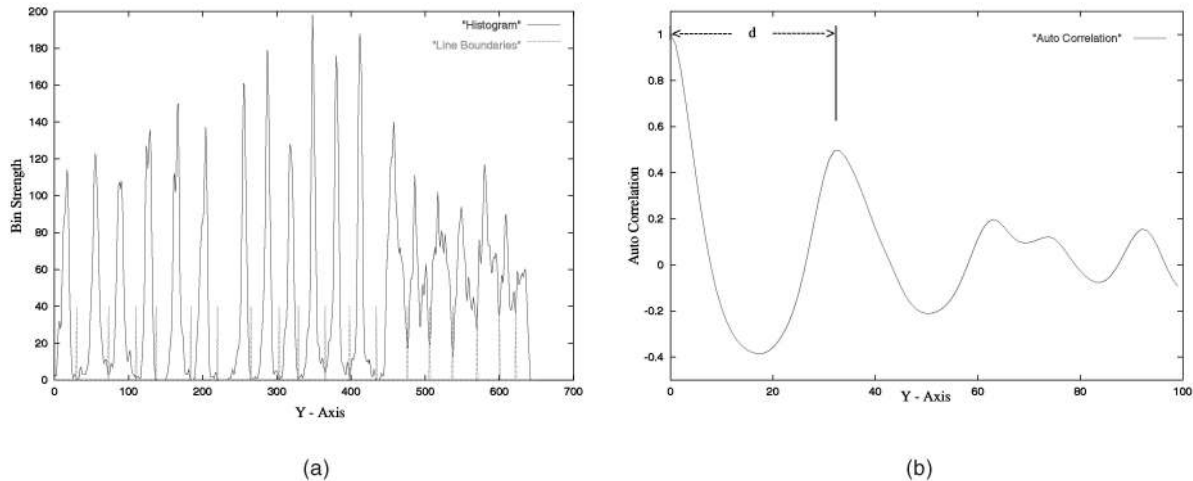 200
180
160
140
120
100
80
60
40
20
0
Bin Strength
"Histogram"
"Line Boundaries"
0 100 200 300 400 500 600 700
Y - Axis
(a)
1
0.8
0.6
0.4
0.2
0
-0.2
-0.4
Auto Correlation
d
"Auto Correlation"
0 20 40 60 80 100
Y - Axis
(b)